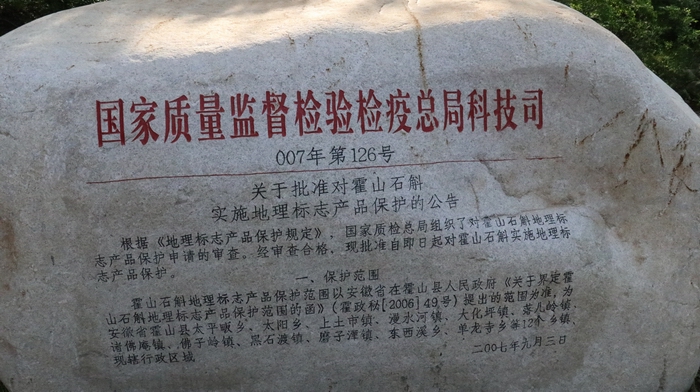 国家质量监督检验检疫总局科技司
007年第126号
关于批准对霍山石斛
实施地理标志产品保护的公告
根据《地理标志产品保护规定》，国家质检总局组织了对霍山石斛地理标
志产品保护申请的审查。经审查合格，现批准自即日起对霍山石斛实施地理标
志产品保护。
一、保护范围
霍山石斛地理标志产品保护范围以安徽省在霍山县人民政府《关于界定霍
山石斛地理标志产品保护范围的函》（霍政秘［2006］49号）提出的范围为准，为
安徽省霍山县太平畈乡、太阳乡、上土市镇、漫水河镇、大化坪镇、落儿岭镇、
诸佛庵镇、佛子岭镇、黑石渡镇、磨子潭镇、东西溪乡、单龙寺乡等12个乡镇
现辖行政区域
二00七年九月三日